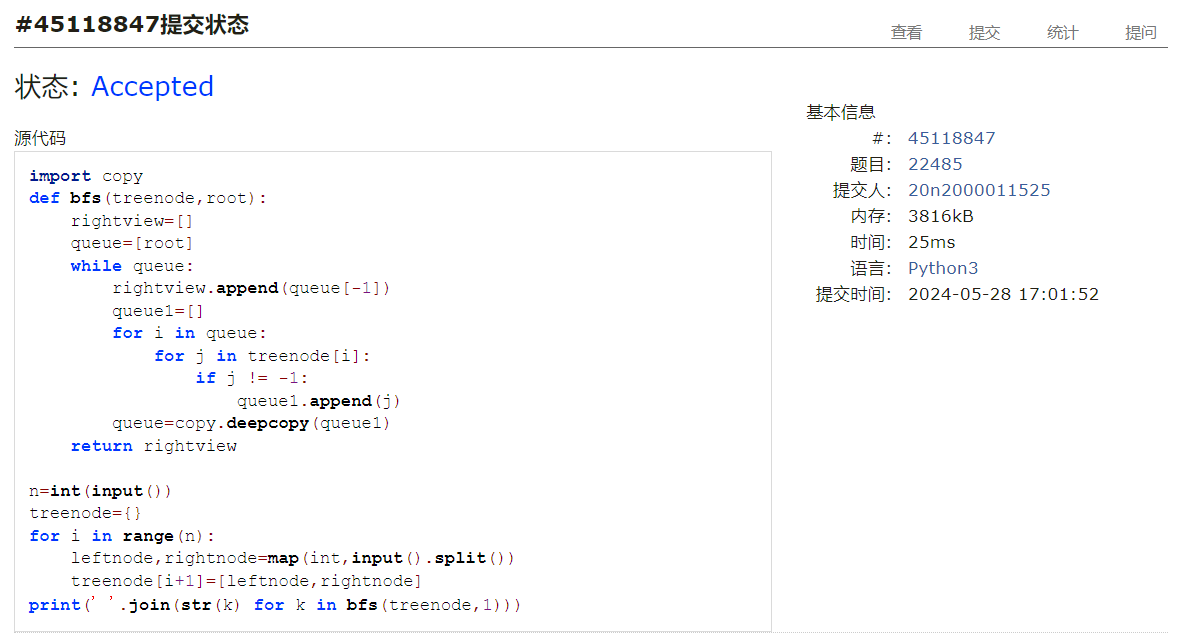 #45118847提交状态
查看
提交
统计
提问
状态: Accepted
源代码
import copy
def bfs(treenode,root):
    rightview=[]
    queue=[root]
    while queue:
        rightview.append(queue[-1])
        queue1=[]
        for i in queue:
            for j in treenode[i]:
                if j != -1:
                    queue1.append(j)
        queue=copy.deepcopy(queue1)
    return rightview

n=int(input())
treenode={}
for i in range(n):
    leftnode,rightnode=map(int,input().split())
    treenode[i+1]=[leftnode,rightnode]
print(' '.join(str(k) for k in bfs(treenode,1)))
基本信息
#: 45118847
题目: 22485
提交人: 20n2000011525
内存: 3816kB
时间: 25ms
语言: Python3
提交时间: 2024-05-28 17:01:52